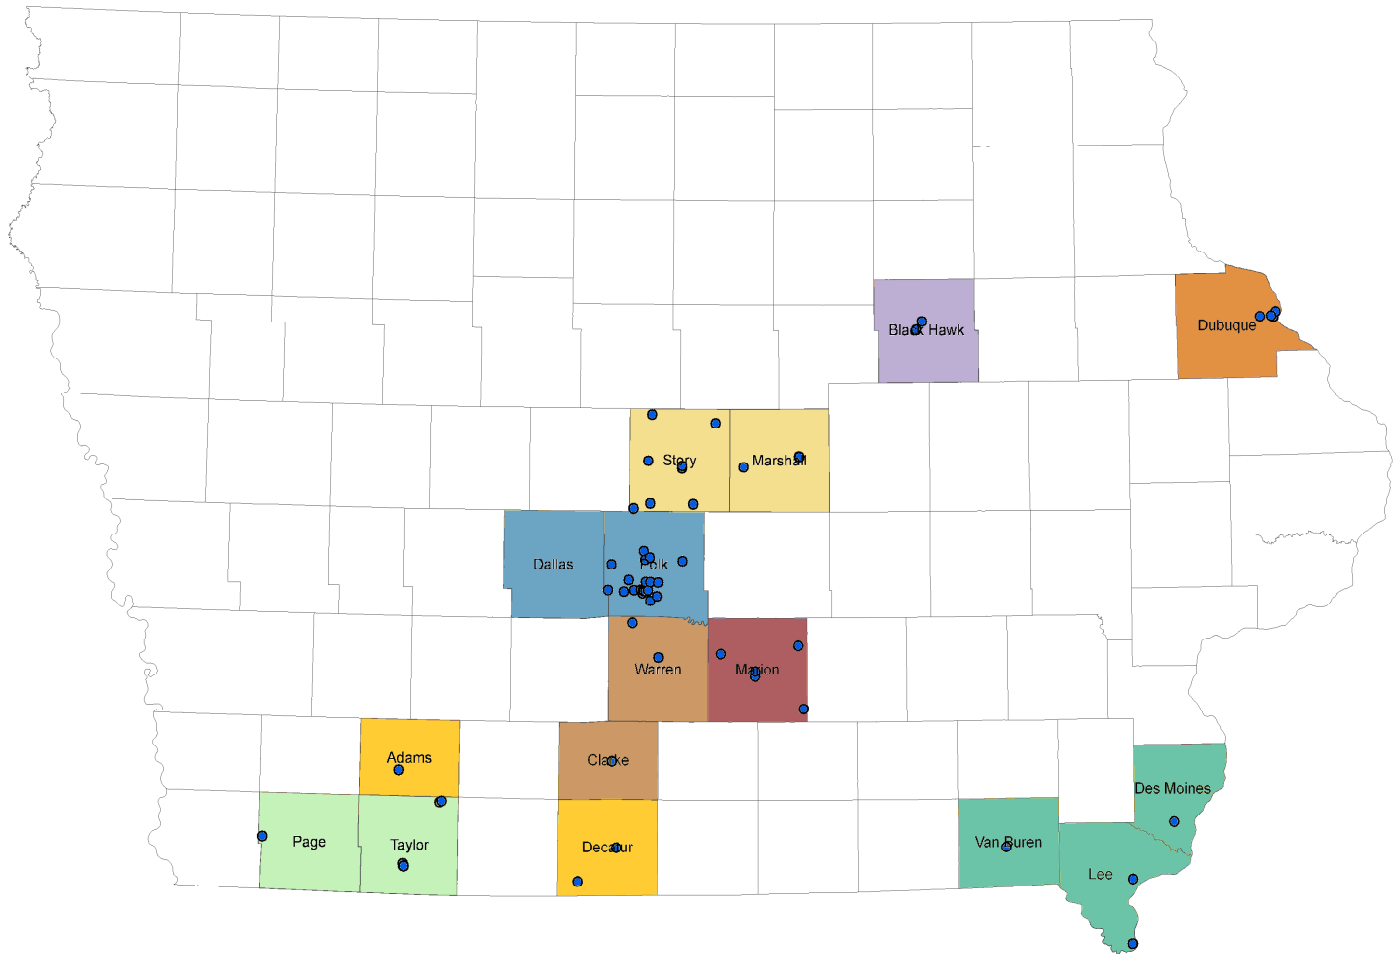 Black Hawk
Dubuque
Story
Marshall
Dallas
Polk
Warren
Marion
Adams
Clarke
Des Moines
Page
Taylor
Decatur
Van Buren
Lee